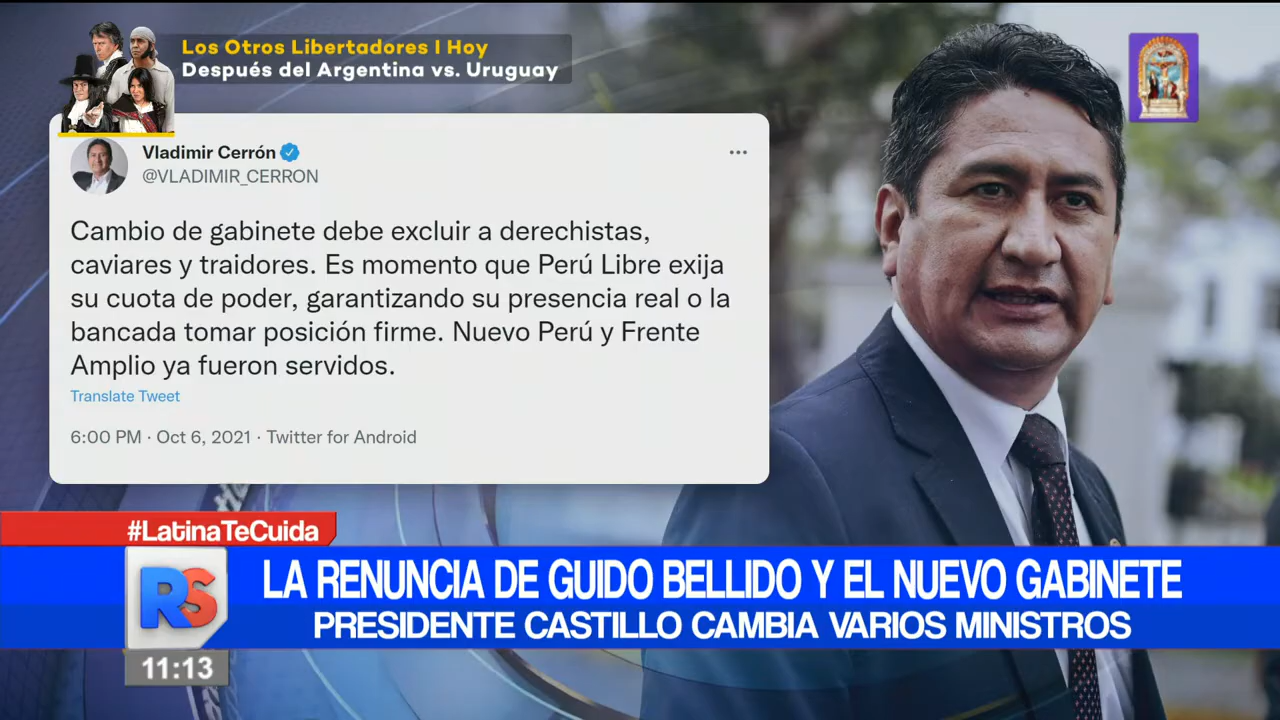 Los Otros Libertadores I Hoy
Después del Argentina vs. Uruguay
Vladimir Cerrón
@VLADIMIR_CERRON
Cambio de gabinete debe excluir a derechistas,
caviares y traidores. Es momento que Perú Libre exija
su cuota de poder, garantizando su presencia real o la
bancada tomar posición firme. Nuevo Perú y Frente
Amplio ya fueron servidos.
Translate Tweet
6:00 PM · Oct 6, 2021 · Twitter for Android
#LatinaTeCuida
RS
LA RENUNCIA DE GUIDO BELLIDO Y EL NUEVO GABINETE
PRESIDENTE CASTILLO CAMBIA VARIOS MINISTROS
11:13